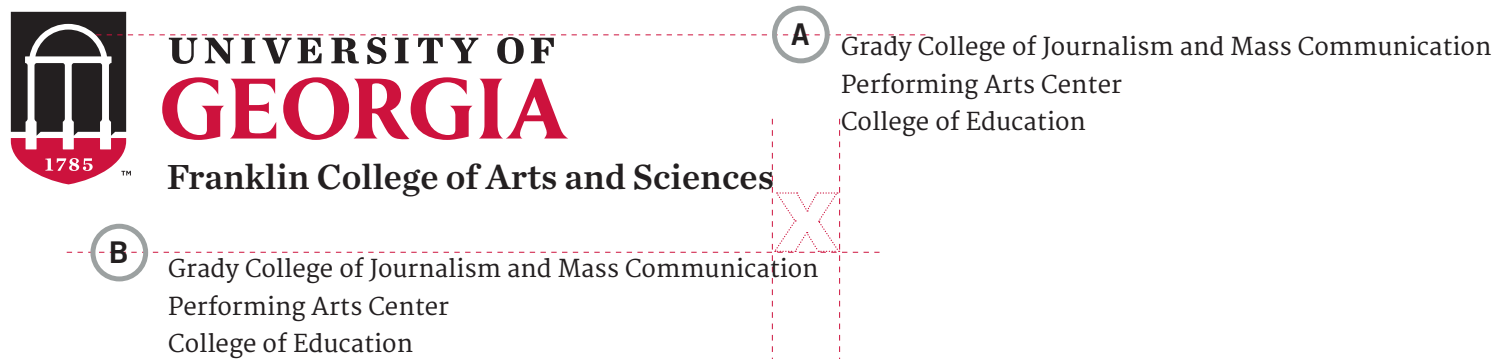 1785
™
UNIVERSITY OF
GEORGIA
Franklin College of Arts and Sciences
A
Grady College of Journalism and Mass Communication
Performing Arts Center
College of Education
X
B
Grady College of Journalism and Mass Communication
Performing Arts Center
College of Education